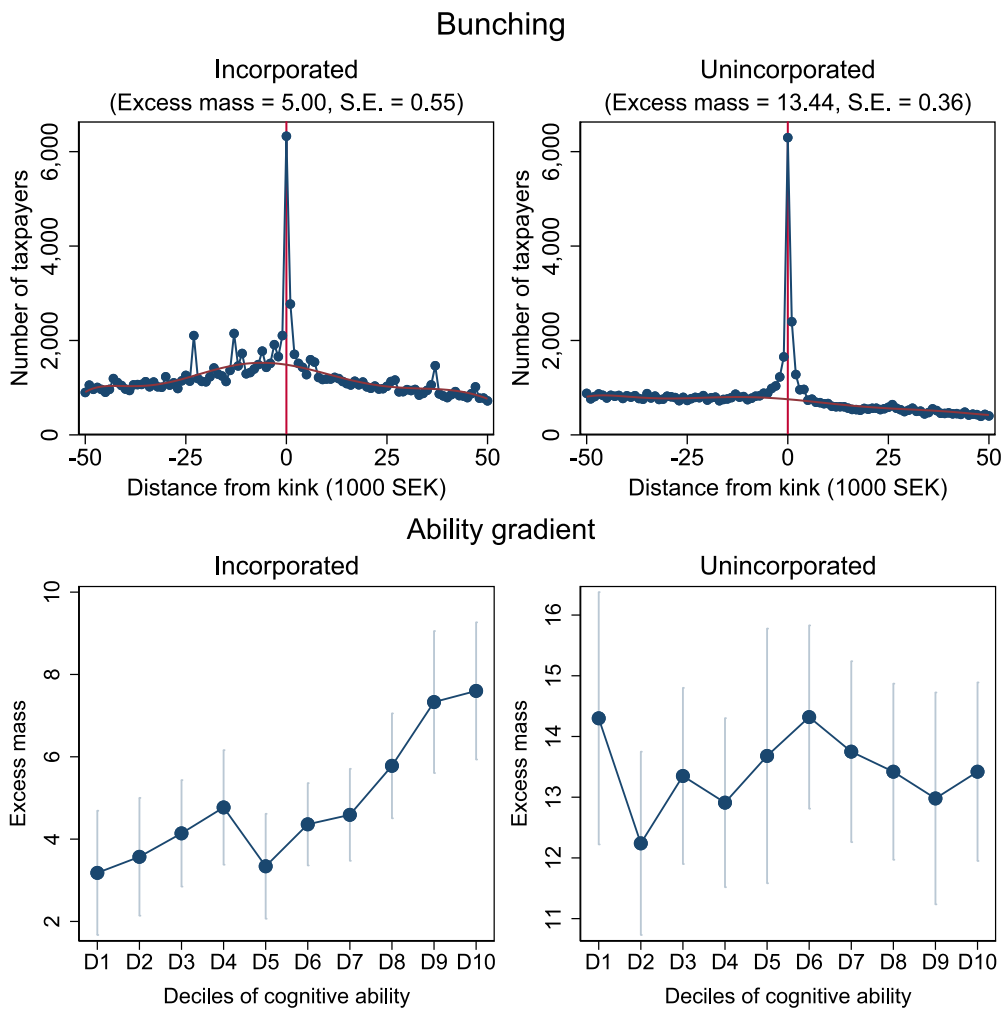 Bunching
Incorporated
(Excess mass = 5.00, S.E. = 0.55)
Number of taxpayers
6,000
4,000
2,000
0
-50
-25
0
25
50
Distance from kink (1000 SEK)
Unincorporated
(Excess mass = 13.44, S.E. = 0.36)
Number of taxpayers
6,000
4,000
2,000
0
-50
-25
0
25
50
Distance from kink (1000 SEK)
Ability gradient
Incorporated
Excess mass
10
8
6
4
2
D1 D2 D3 D4 D5 D6 D7 D8 D9 D10
Deciles of cognitive ability
Unincorporated
Excess mass
16
15
14
13
12
11
D1 D2 D3 D4 D5 D6 D7 D8 D9 D10
Deciles of cognitive ability